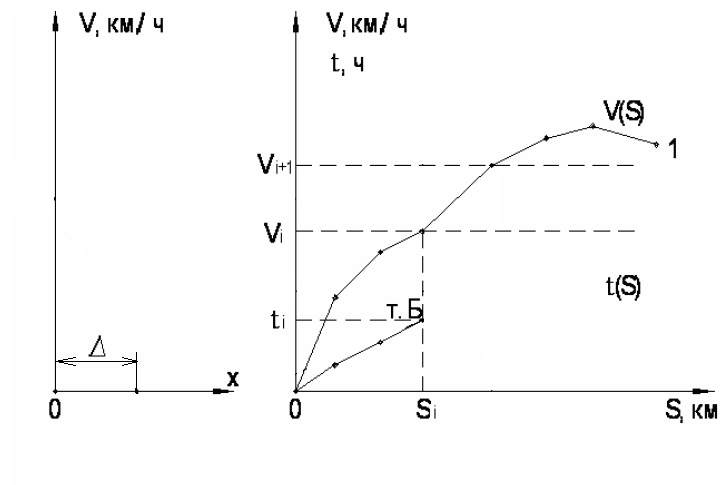 V, км/ч
V, км/ч
t, ч
V(S)
1
Vi+1
Vi
t(S)
т. Б
ti
Δ
x
0
0
Si
S, км